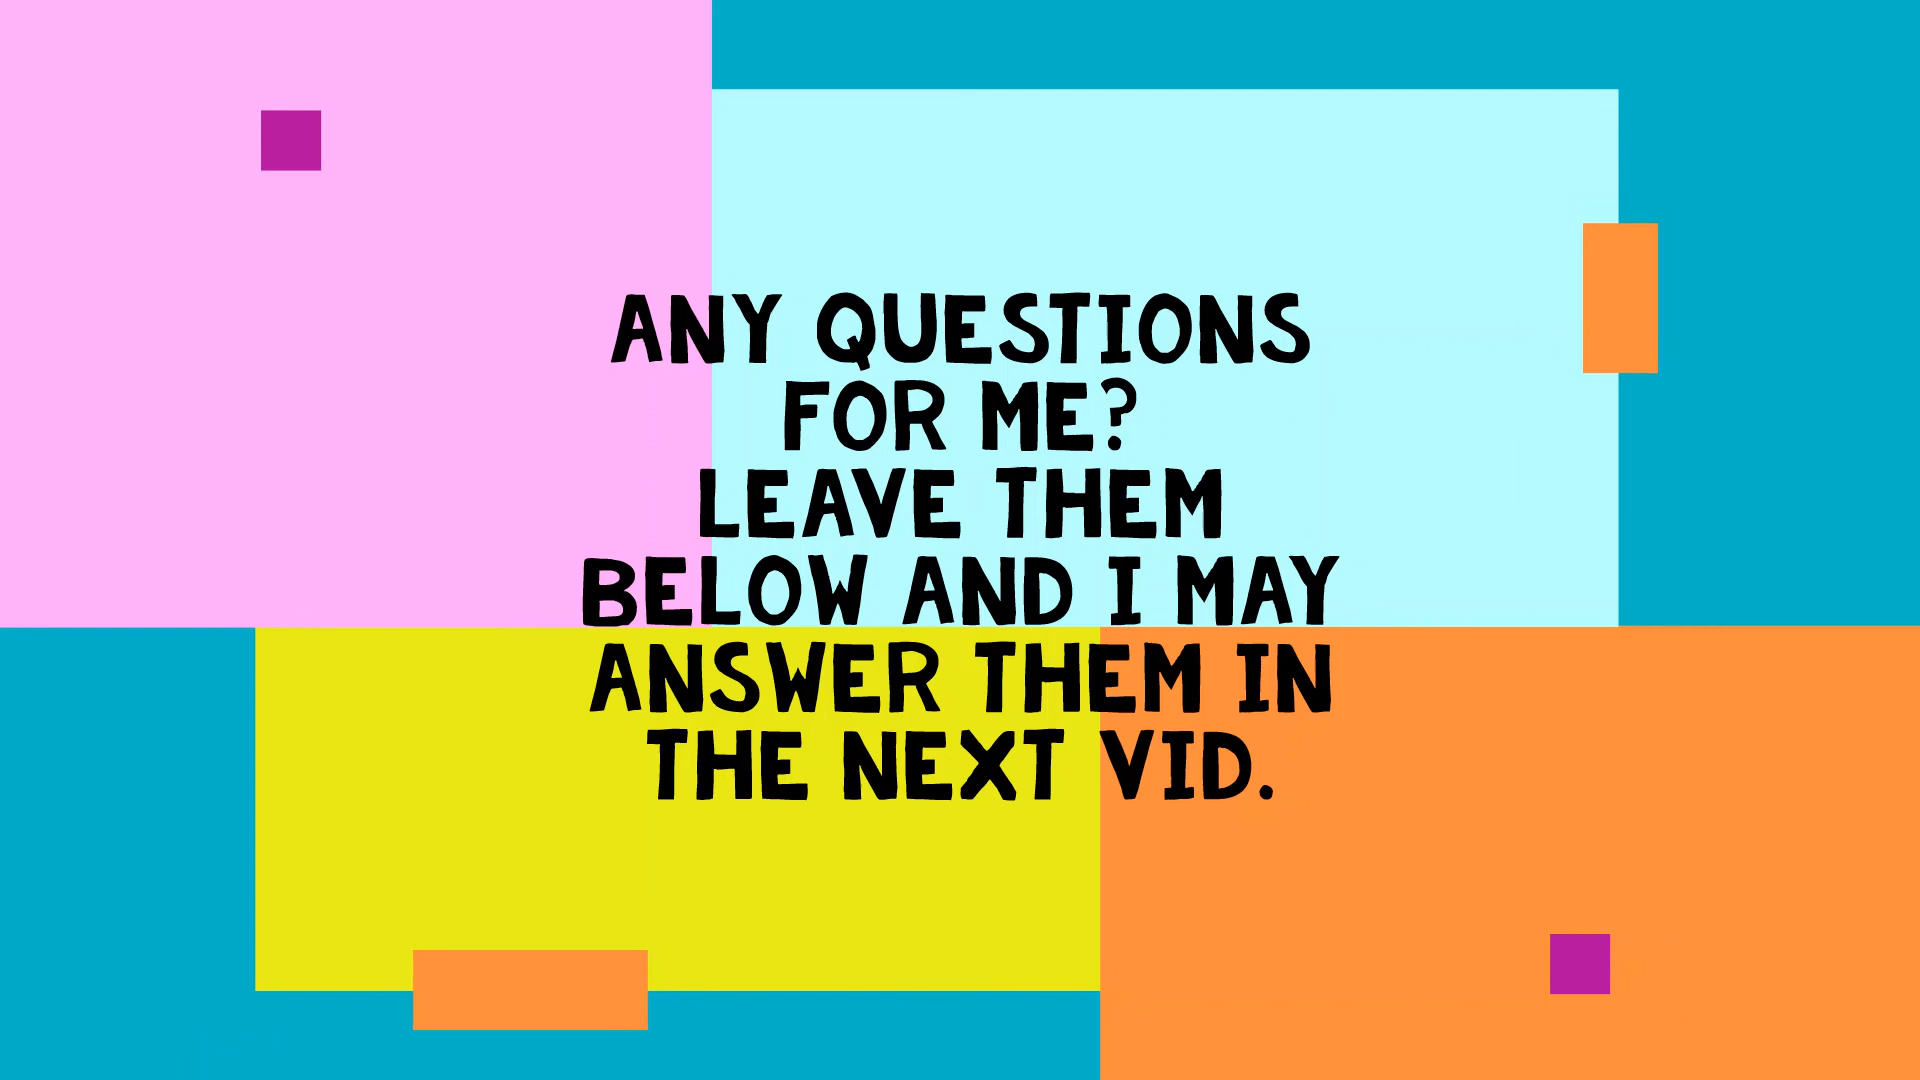 ANY QUESTIONS
FOR ME?
LEAVE THEM
BELOW AND I MAY
ANSWER THEM IN
THE NEXT VID.